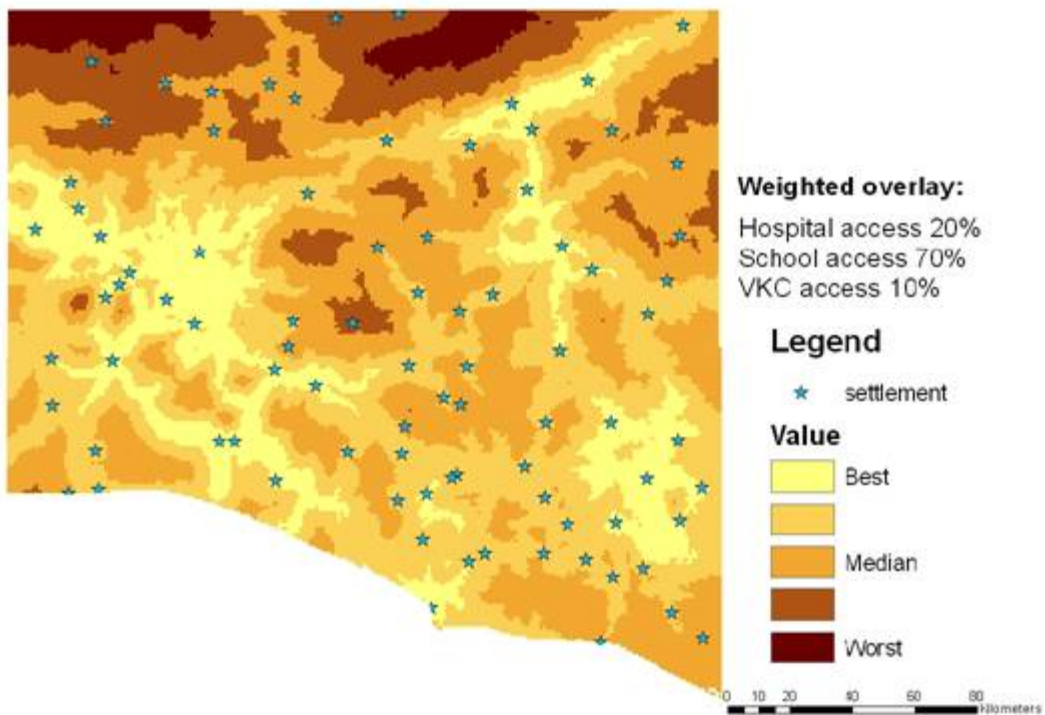 Weighted overlay:
Hospital access 20%
School access 70%
VKC access 10%
Legend
settlement
Value
Best
Median
Worst
0 10 20 40 60 80
Kilometers